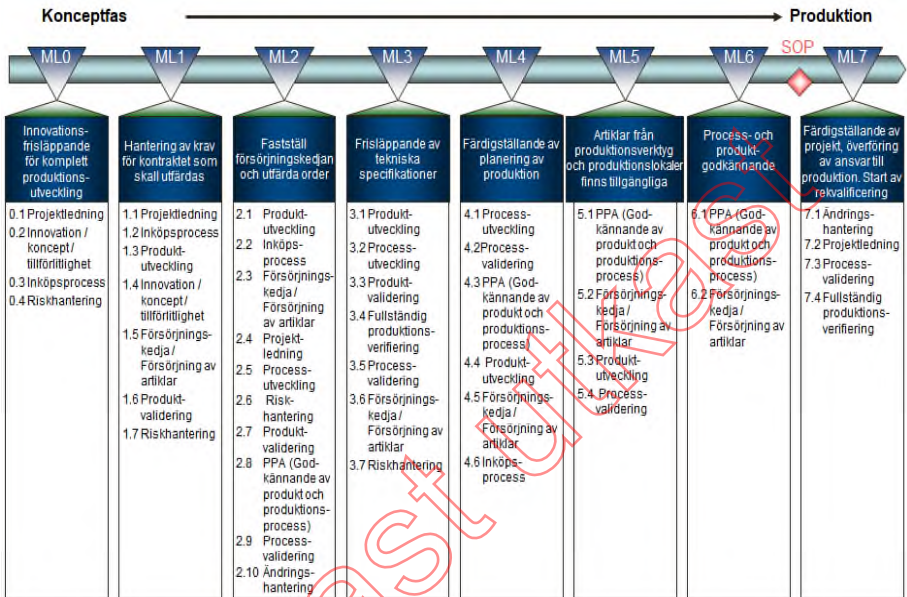 Konceptfas
Produktion
SOP
ML0
ML1
ML2
ML3
ML4
ML5
ML6
ML7
Innovations-
frisläppande
för komplett
produktions-
utveckling
0.1 Projektledning
0.2 Innovation /
koncept /
tillförlitlighet
0.3 Inköpsprocess
0.4 Riskhantering
Hantering av krav
för kontraktet som
skall utfärdas
1.1 Projektledning
1.2 Inköpsprocess
1.3 Produkt-
utveckling
1.4 Innovation /
koncept /
tillförlitlighet
1.5 Försörjnings-
kedja /
Försörjning av
artiklar
1.6 Produkt-
validering
1.7 Riskhantering
Fastställ
försörjningskedjan
och utfärda order
2.1 Produkt-
utveckling
2.2 Inköps-
process
2.3 Försörjnings-
kedja /
Försörjning
av artiklar
2.4 Projekt-
ledning
2.5 Process-
utveckling
2.6 Risk-
hantering
2.7 Produkt-
validering
2.8 PPA (God-
kännande av
produkt och
produktions-
process)
2.9 Process-
validering
2.10 Ändrings-
hantering
Frisläppande av
tekniska
specifikationer
3.1 Produkt-
utveckling
3.2 Process-
utveckling
3.3 Produkt-
validering
3.4 Fullständig
produktions-
verifiering
3.5 Process-
validering
3.6 Försörjnings-
kedja /
Försörjning av
artiklar
3.7 Riskhantering
Färdigställande av
planering av
produktion
4.1 Process-
utveckling
4.2 Process-
validering
4.3 PPA (God-
kännande av
produkt och
produktions-
process)
4.4 Produkt-
utveckling
4.5 Försörjnings-
kedja /
Försörjning av
artiklar
4.6 Inköps-
process
Artiklar från
produktionsverktyg
och produktionslokaler
finns tillgängliga
5.1 PPA (God-
kännande av
produkt och
produktions-
process)
5.2 Försörjnings-
kedja /
Försörjning av
artiklar
5.3 Produkt-
utveckling
5.4 Process-
validering
Process- och
produkt-
godkännande
6.1 PPA (God-
kännande av
produkt och
produktions-
process)
6.2 Försörjnings-
kedja /
Försörjning av
artiklar
Färdigställande av
projekt, överföring
av ansvar till
produktion. Start av
rekvalificering
7.1 Ändrings-
hantering
7.2 Projektledning
7.3 Process-
validering
7.4 Fullständig
produktions-
verifiering
ast utkast